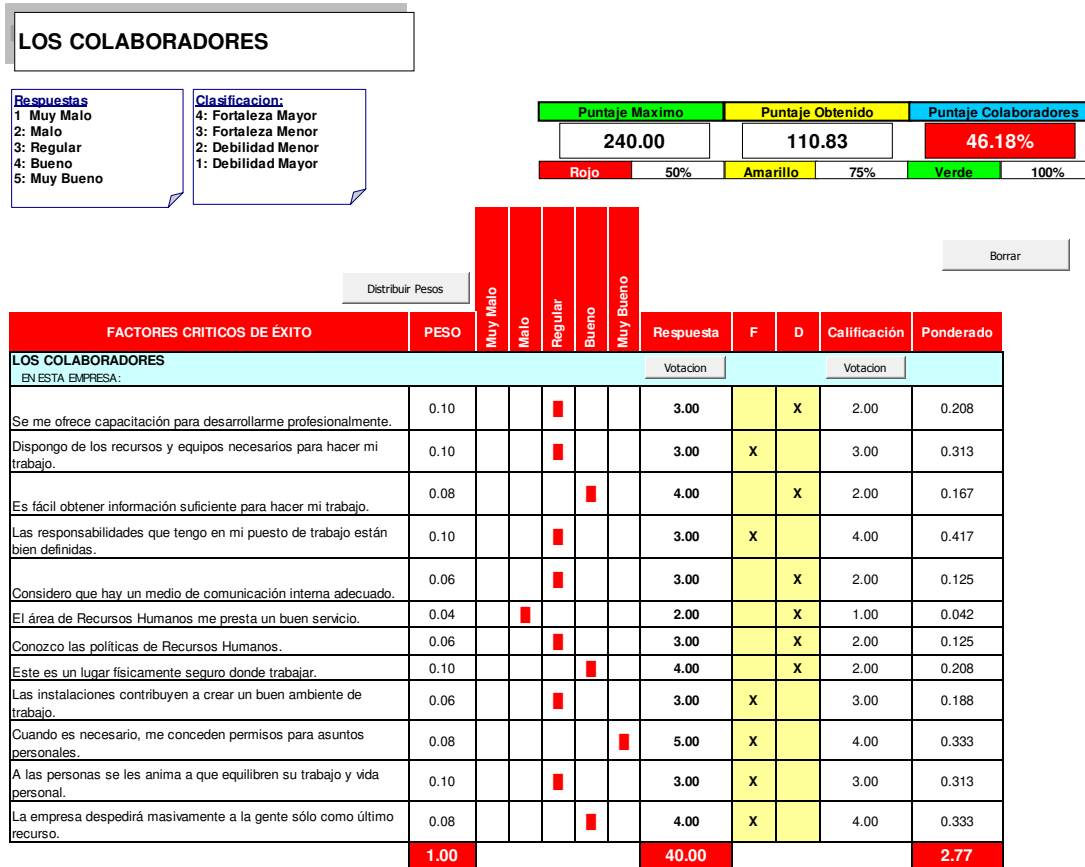 LOS COLABORADORES
Respuestas
1 Muy Malo
2: Malo
3: Regular
4: Bueno
5: Muy Bueno
Clasificacion:
4: Fortaleza Mayor
3: Fortaleza Menor
2: Debilidad Menor
1: Debilidad Mayor
Puntaje Maximo Puntaje Obtenido Puntaje Colaboradores
240.00 110.83 46.18%
Rojo 50% Amarillo 75% Verde 100%
Borrar
Distribuir Pesos
FACTORES CRITICOS DE ÉXITO PESO Muy Malo Malo Regular Bueno Muy Bueno Respuesta F D Calificación Ponderado
LOS COLABORADORES
EN ESTA EMPRESA:
Votacion Votacion
Se me ofrece capacitación para desarrollarme profesionalmente. 0.10 3.00 X 2.00 0.208
Dispongo de los recursos y equipos necesarios para hacer mi
trabajo. 0.10 3.00 X 3.00 0.313
Es fácil obtener información suficiente para hacer mi trabajo. 0.08 4.00 X 2.00 0.167
Las responsabilidades que tengo en mi puesto de trabajo están
bien definidas. 0.10 3.00 X 4.00 0.417
Considero que hay un medio de comunicación interna adecuado. 0.06 3.00 X 2.00 0.125
El área de Recursos Humanos me presta un buen servicio. 0.04 2.00 X 1.00 0.042
Conozco las políticas de Recursos Humanos. 0.06 3.00 X 2.00 0.125
Este es un lugar físicamente seguro donde trabajar. 0.10 4.00 X 2.00 0.208
Las instalaciones contribuyen a crear un buen ambiente de
trabajo. 0.06 3.00 X 3.00 0.188
Cuando es necesario, me conceden permisos para asuntos
personales. 0.08 5.00 X 4.00 0.333
A las personas se les anima a que equilibren su trabajo y vida
personal. 0.10 3.00 X 3.00 0.313
La empresa despedirá masivamente a la gente sólo como último
recurso. 0.08 4.00 X 4.00 0.333
1.00 40.00 2.77